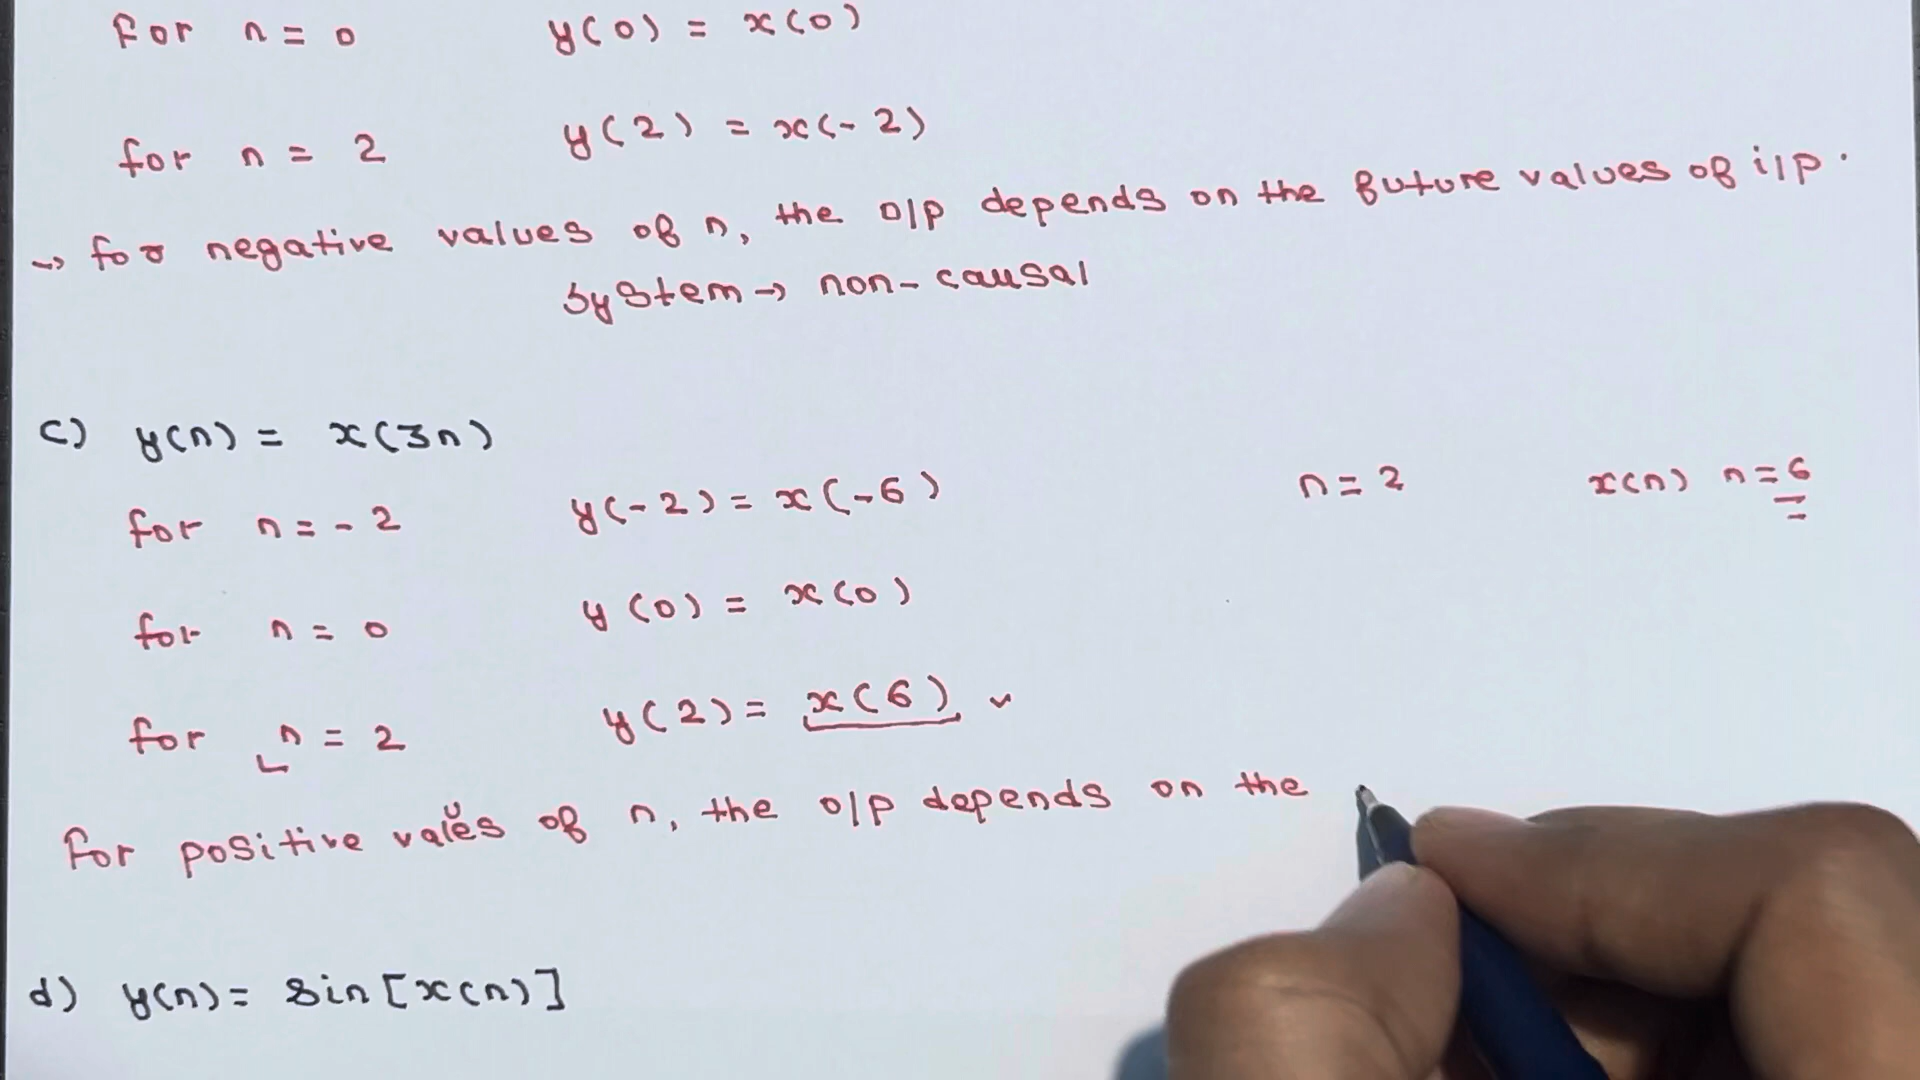 for n = 0 y(0) = x(0)
for n = 2 y(2) = x(-2)
→ for negative values of n, the o/p depends on the future values of i/p.
System → non-causal
c) y(n) = x(3n)
for n = -2 y(-2) = x(-6) n = 2 x(n) n = 6
for n = 0 y(0) = x(0)
for n = 2 y(2) = x(6) ✓
for positive values of n, the o/p depends on the
d) y(n) = sin[x(n)]